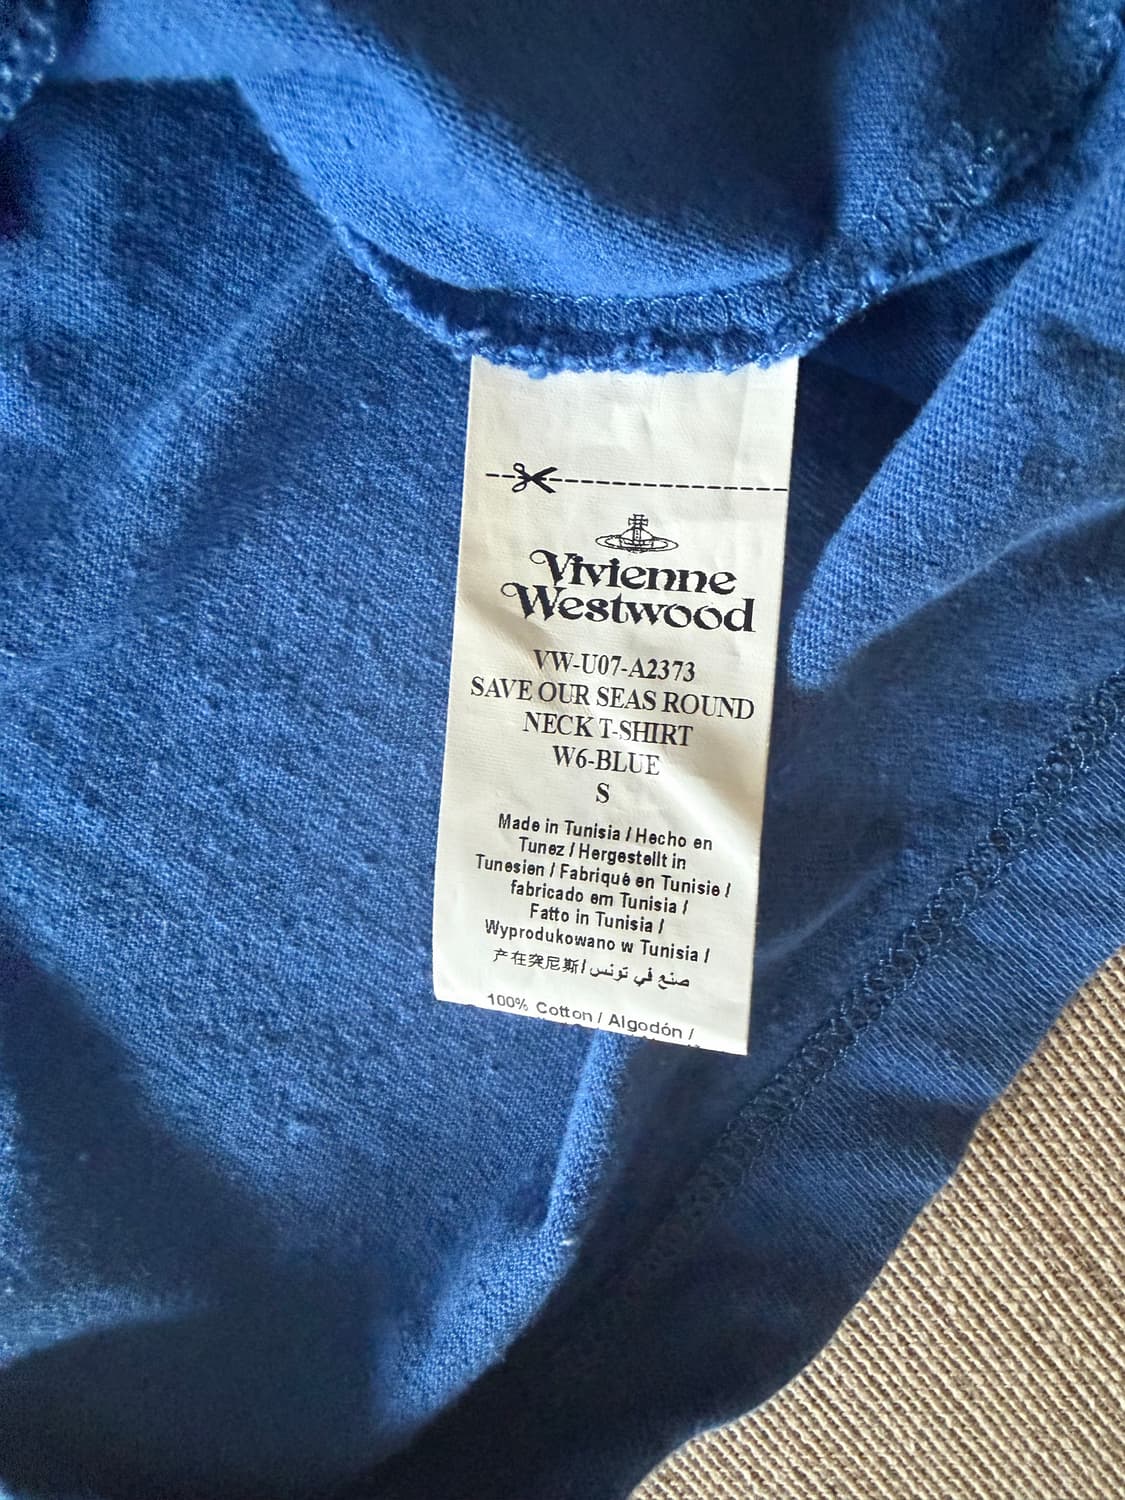 Vivienne
Westwood
VW-U07-A2373
SAVE OUR SEAS ROUND
NECK T-SHIRT
W6-BLUE
S
Made in Tunisia / Hecho en
Tunez / Hergestellt in
Tunesien / Fabriqué en Tunisie /
fabricado em Tunisia /
Fatto in Tunisia /
Wyprodukowano w Tunisia /
产在突尼斯/ صنع في تونس
100% Cotton / Algodón /